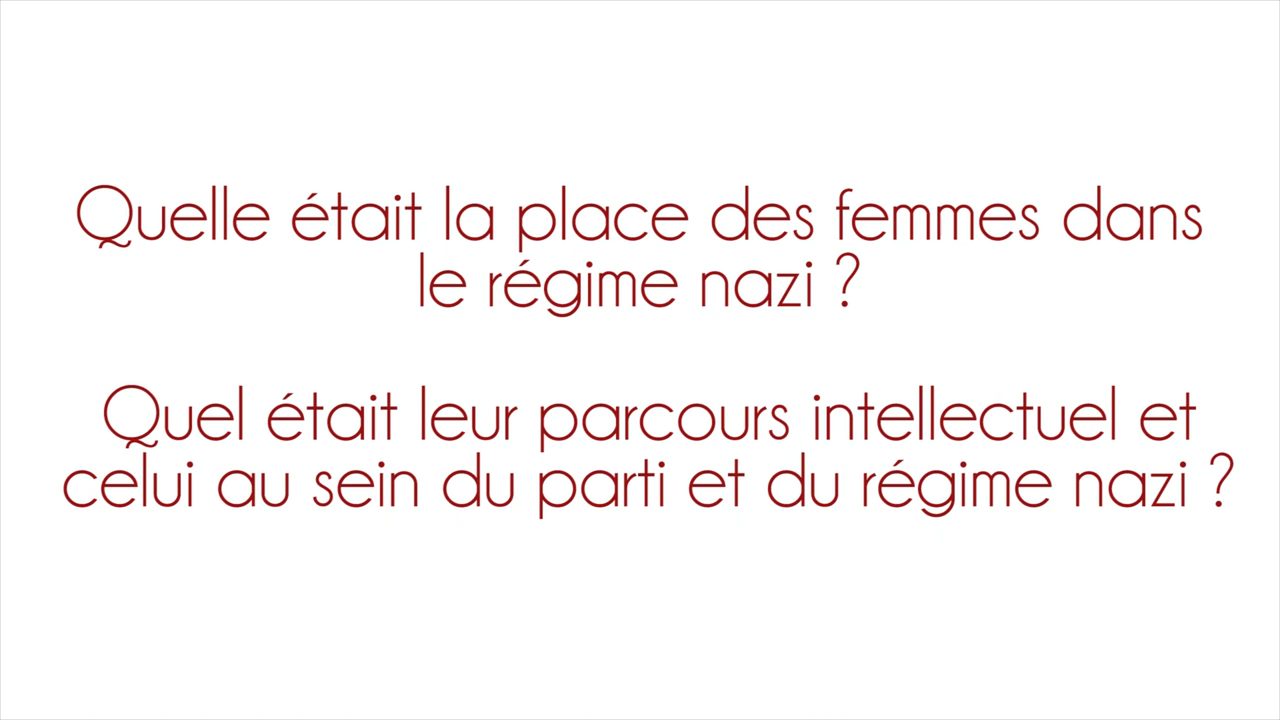 Quelle était la place des femmes dans
le régime nazi ?
Quel était leur parcours intellectuel et
celui au sein du parti et du régime nazi ?